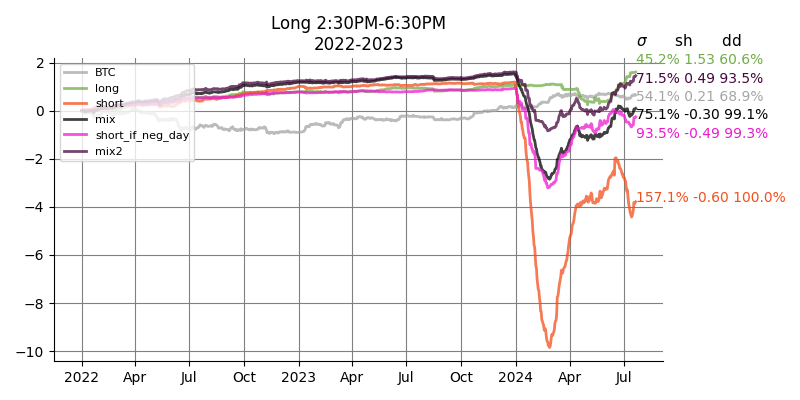 Long 2:30PM-6:30PM
2022-2023
σ sh dd
45.2% 1.53 60.6%
71.5% 0.49 93.5%
54.1% 0.21 68.9%
75.1% -0.30 99.1%
93.5% -0.49 99.3%
157.1% -0.60 100.0%
BTC
long
short
mix
short_if_neg_day
mix2
2
0
−2
−4
−6
−8
−10
2022 Apr Jul Oct 2023 Apr Jul Oct 2024 Apr Jul